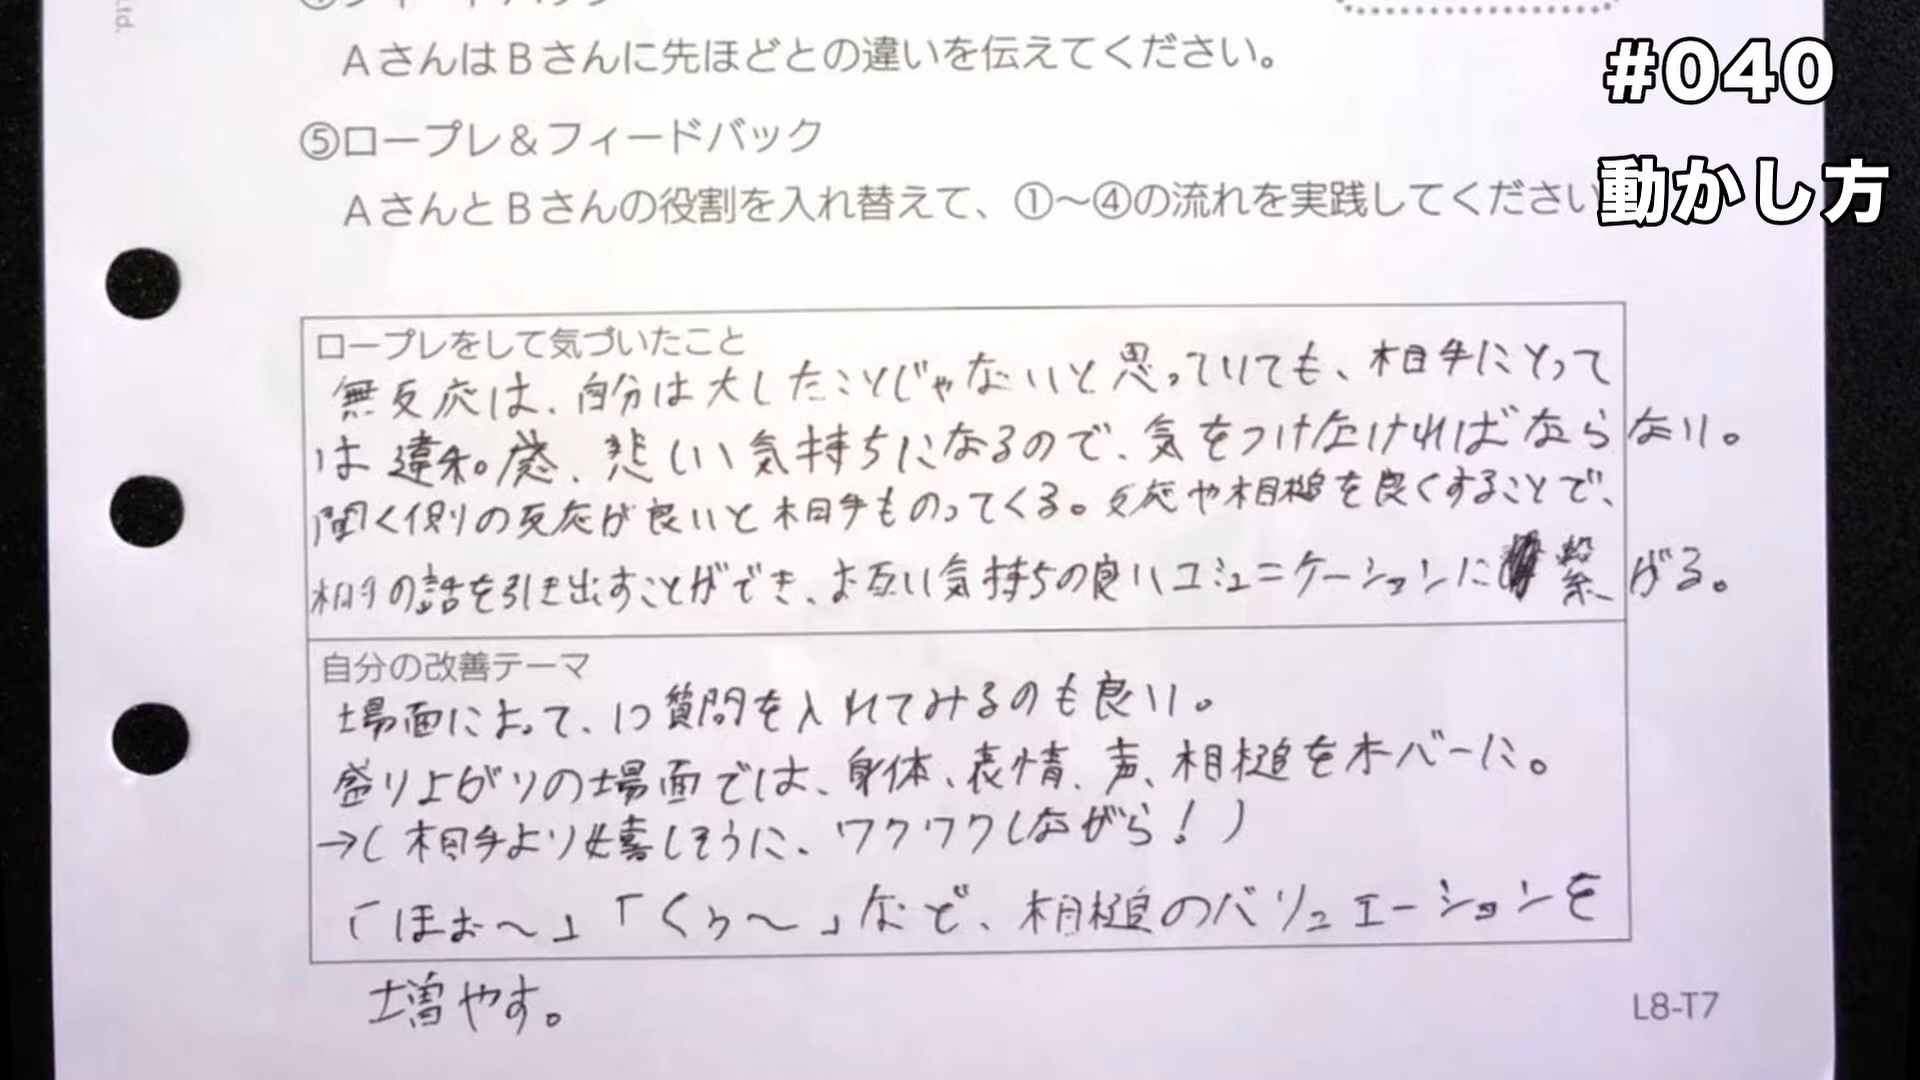 Ltd.
#040
AさんはBさんに先ほどとの違いを伝えてください。
⑤ロープレ&フィードバック
動かし方
AさんとBさんの役割を入れ替えて、①～④の流れを実践してください
ロープレをして気づいたこと
無反応は、自分は大したことじゃないと思っていても、相手にとって
は違和感、悲しい気持ちになるので、気をつけなければならない。
聞く側の反応が良いと相手ものってくる。反応や相槌を良くすることで、
相手の話を引き出すことができ、お互い気持ちの良いコミュニケーションに繋がる。
自分の改善テーマ
場面によって、1つ質問を入れてみるのも良い。
盛り上がりの場面では、身体、表情、声、相槌をオーバーに。
→(相手より嬉しそうに、ワクワクしながら!)
「ほぉ～」「くぅ～」など、相槌のバリュエーションを
増やす。
L8-T7